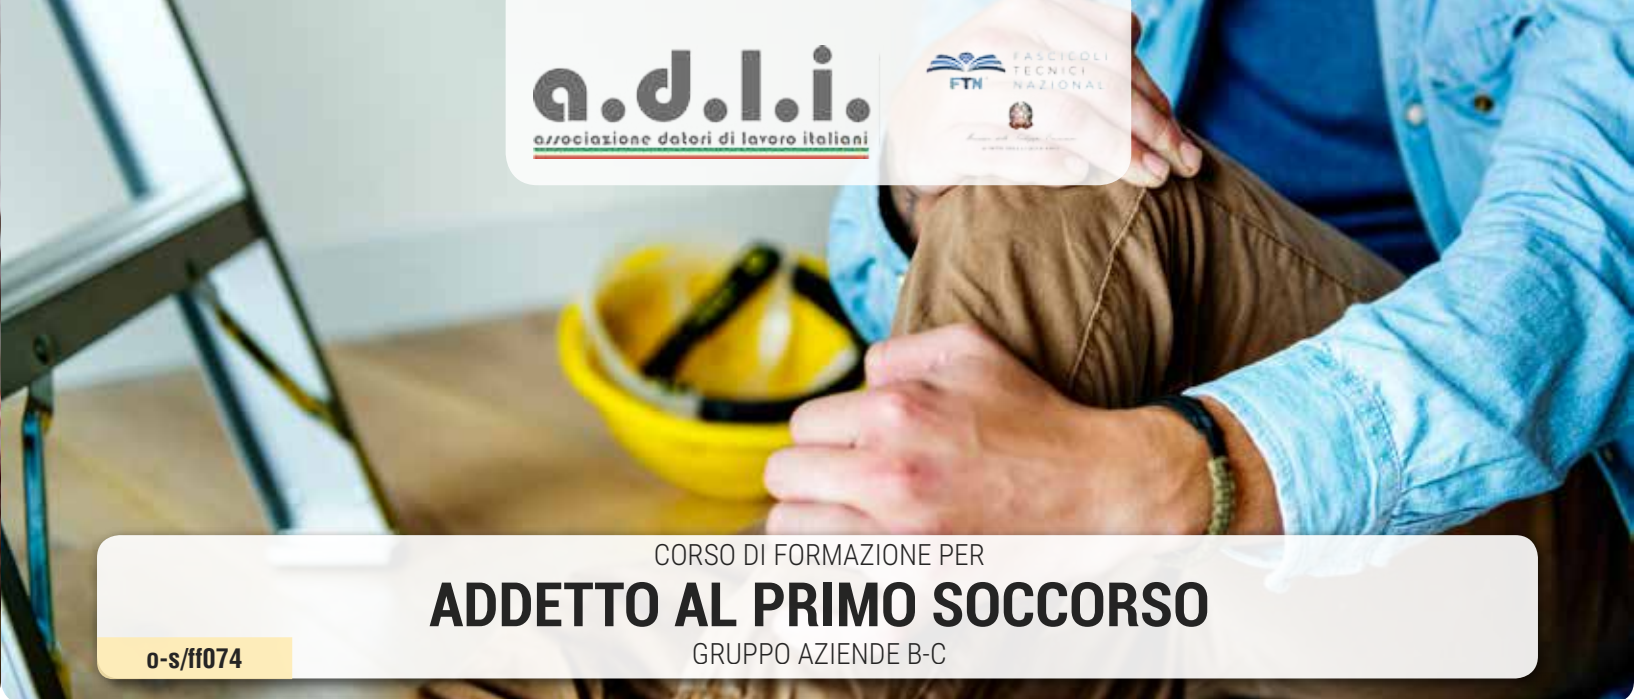 a.d.l.i.
associazione datori di lavoro italiani
FASCICOLI
TECNICI
NAZIONAL
FTN
CORSO DI FORMAZIONE PER
ADDETTO AL PRIMO SOCCORSO
GRUPPO AZIENDE B-C
o-s/ff074